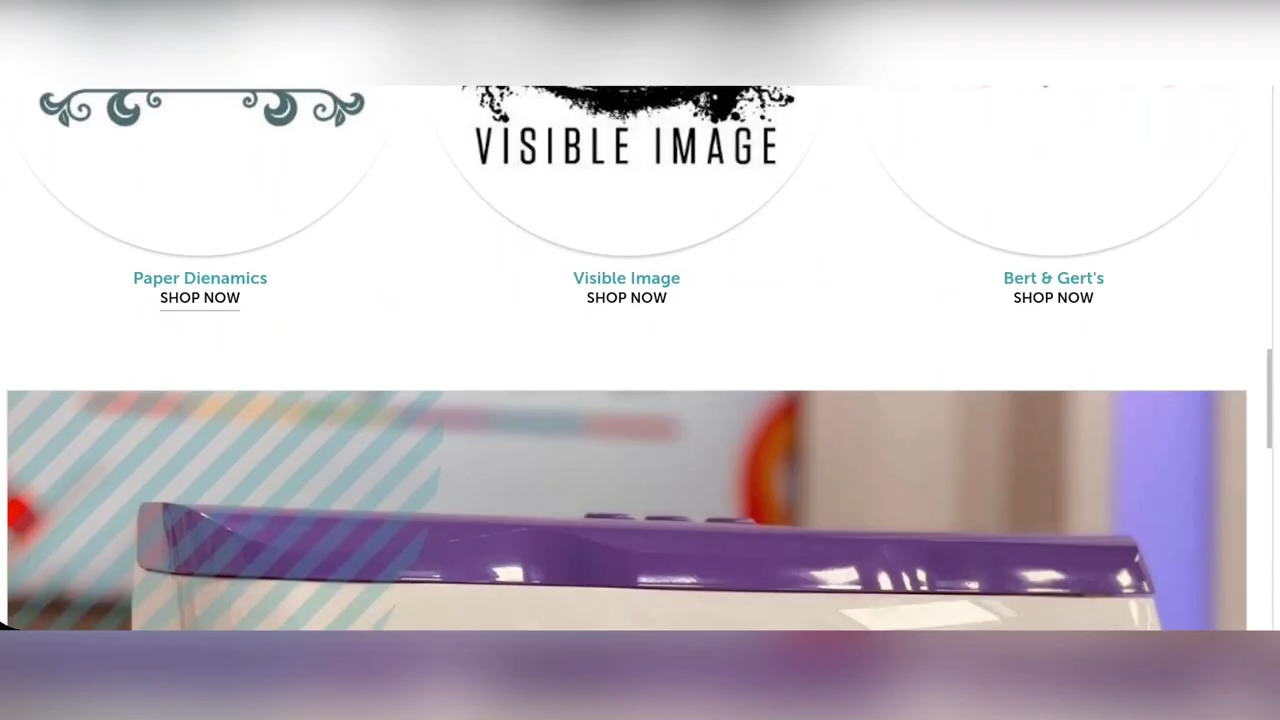 VISIBLE IMAGE
Paper Dienamics
SHOP NOW
Visible Image
SHOP NOW
Bert & Gert's
SHOP NOW